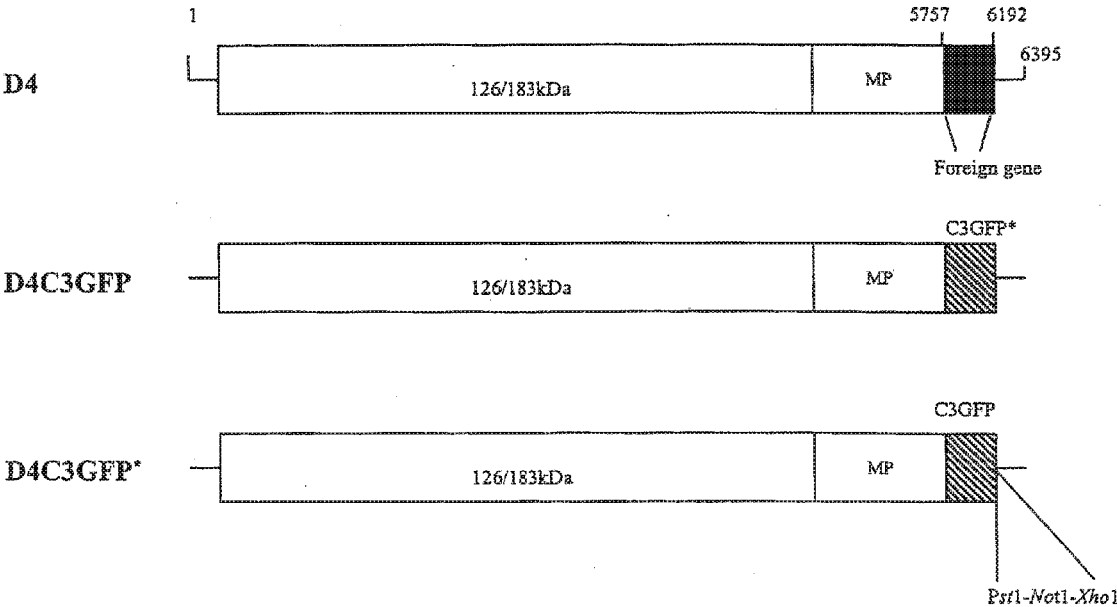 1
5757
6192
6395
D4
126/183kDa
MP
Foreign gene
C3GFP*
D4C3GFP
126/183kDa
MP
C3GFP
D4C3GFP*
126/183kDa
MP
Pst1-Not1-Xho1